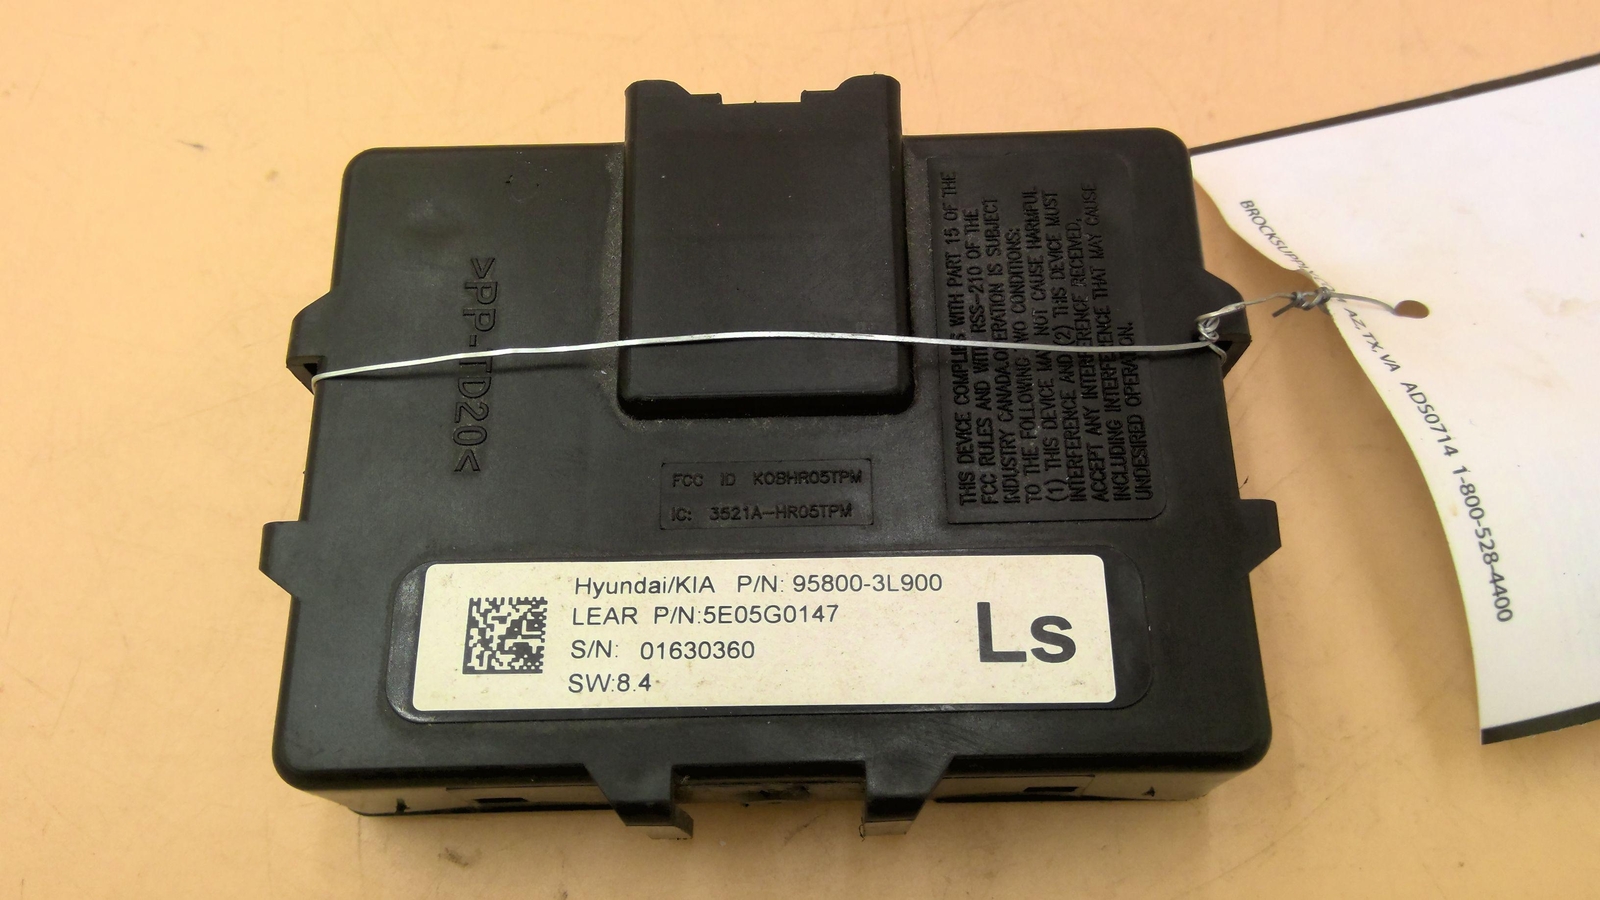 >PP-TD20<
THIS DEVICE COMPLIES WITH PART 15 OF THE
FCC RULES AND WITH RSS-210 OF THE
INDUSTRY CANADA.OPERATION IS SUBJECT
TO THE FOLLOWING TWO CONDITIONS:
(1) THIS DEVICE MAY NOT CAUSE HARMFUL
INTERFERENCE AND (2) THIS DEVICE MUST
ACCEPT ANY INTERFERENCE RECEIVED,
INCLUDING INTERFERENCE THAT MAY CAUSE
UNDESIRED OPERATION.
FCC ID KOBHR05TPM
IC: 3521A-HR05TPM
Hyundai/KIA P/N: 95800-3L900
LEAR P/N:5E05G0147
S/N: 01630360
SW:8.4
Ls
AZ, TX, VA ADS0714 1-800-528-4400